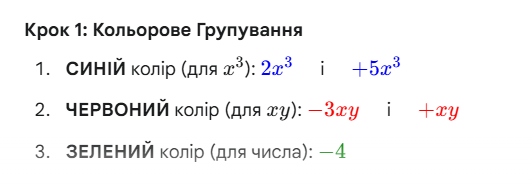 Крок 1: Кольорове Групування
1. СИНІЙ колір (для x³): 2x³ і +5x³
2. ЧЕРВОНИЙ колір (для xy): −3xy і +xy
3. ЗЕЛЕНИЙ колір (для числа): −4